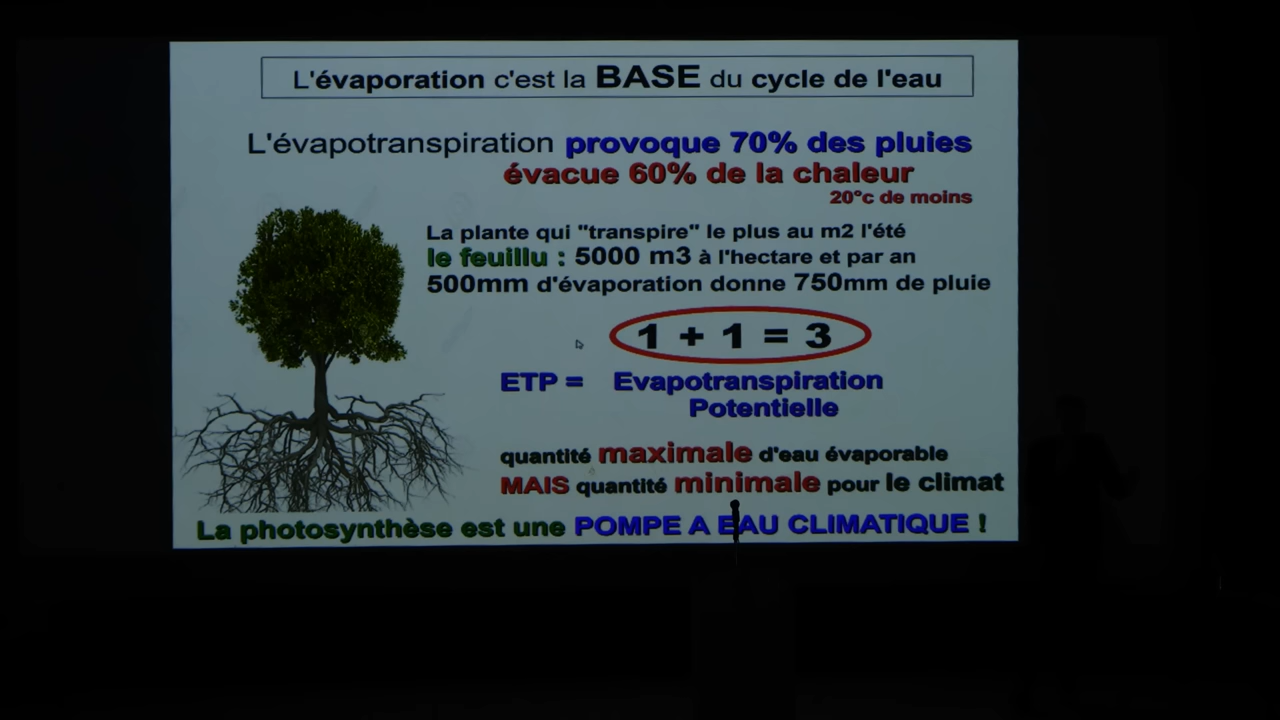 L'évaporation c'est la BASE du cycle de l'eau
L'évapotranspiration provoque 70% des pluies
évacue 60% de la chaleur
20°c de moins
La plante qui "transpire" le plus au m2 l'été
le feuillu : 5000 m3 à l'hectare et par an
500mm d'évaporation donne 750mm de pluie
1 + 1 = 3
ETP = Evapotranspiration
Potentielle
quantité maximale d'eau évaporable
MAIS quantité minimale pour le climat
La photosynthèse est une POMPE A EAU CLIMATIQUE !